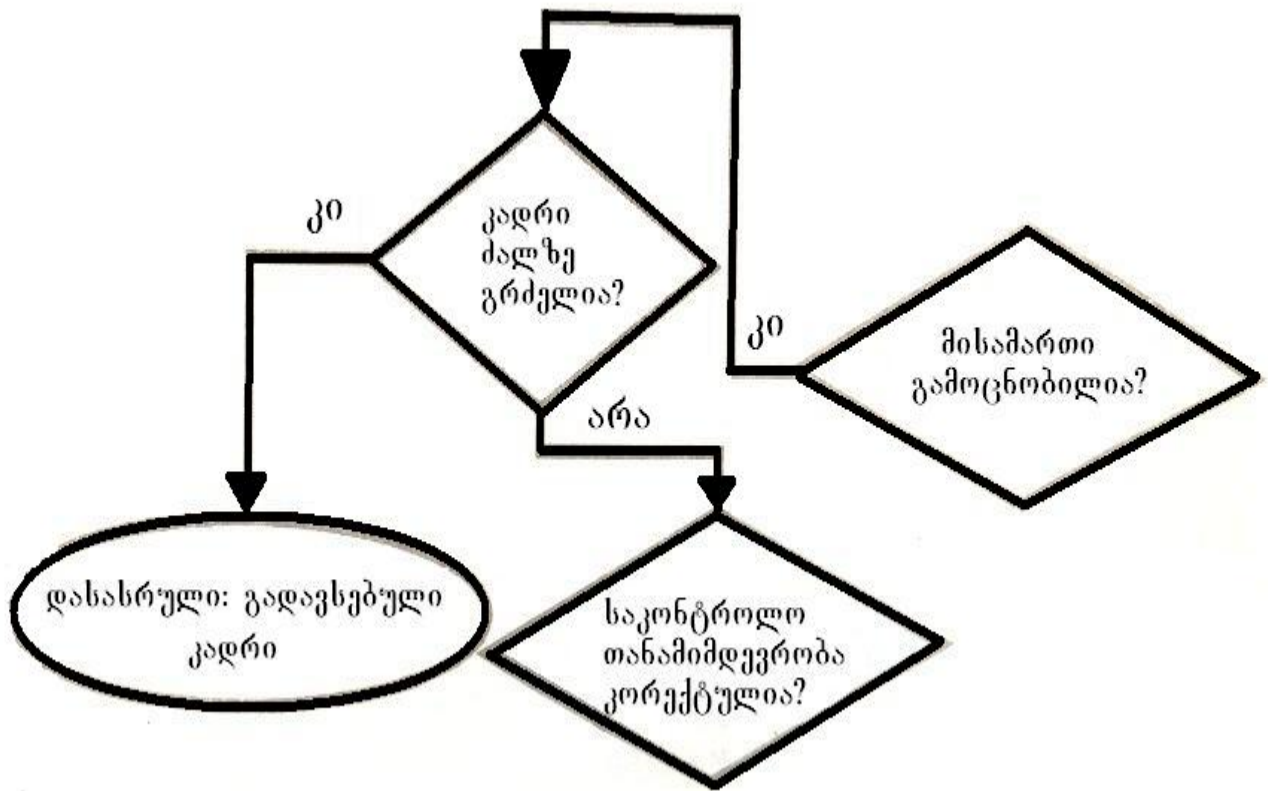 კი
კადრი
ძალზე
გრძელია?
კი
მისამართი
გამოცნობილია?
არა
დასასრული: გადავსებული
კადრი
საკონტროლო
თანამიმდევრობა
კორექტულია?